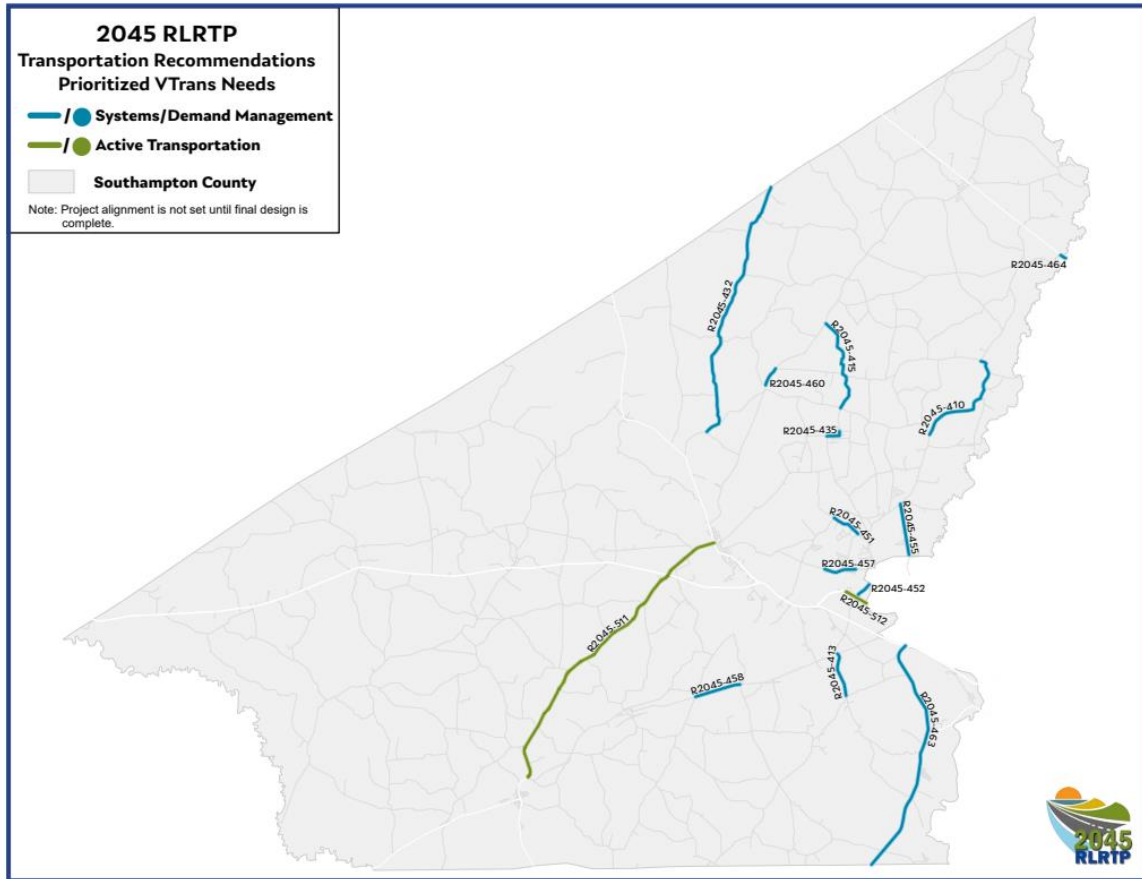 2045 RLRTP
Transportation Recommendations
Prioritized VTrans Needs
/ Systems/Demand Management
/ Active Transportation
Southampton County
Note: Project alignment is not set until final design is
complete.
R2045-464
R2045-432
R2045-415
R2045-460
R2045-410
R2045-435
R2045-451
R2045-455
R2045-457
R2045-452
R2045-512
R2045-511
R2045-413
R2045-458
R2045-463
2045
RLRTP